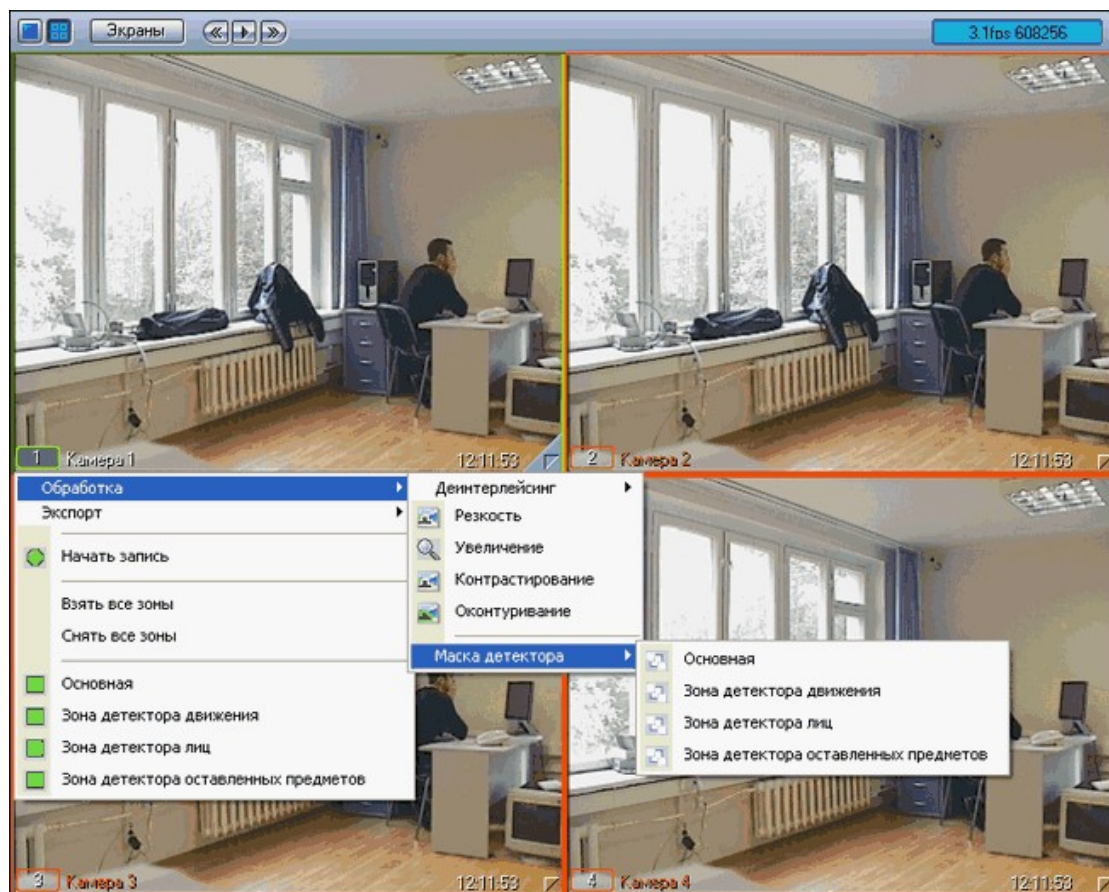 Экраны
3.1fps 608256
1 Камера 1 12:11:53
2 Камера 2 12:11:53
Обработка
Экспорт
Начать запись
Взять все зоны
Снять все зоны
Основная
Зона детектора движения
Зона детектора лиц
Зона детектора оставленных предметов
Деинтерлейсинг
Резкость
Увеличение
Контрастирование
Оконтуривание
Маска детектора
Основная
Зона детектора движения
Зона детектора лиц
Зона детектора оставленных предметов
3 Камера 3 12:11:53
4 Камера 4 12:11:53